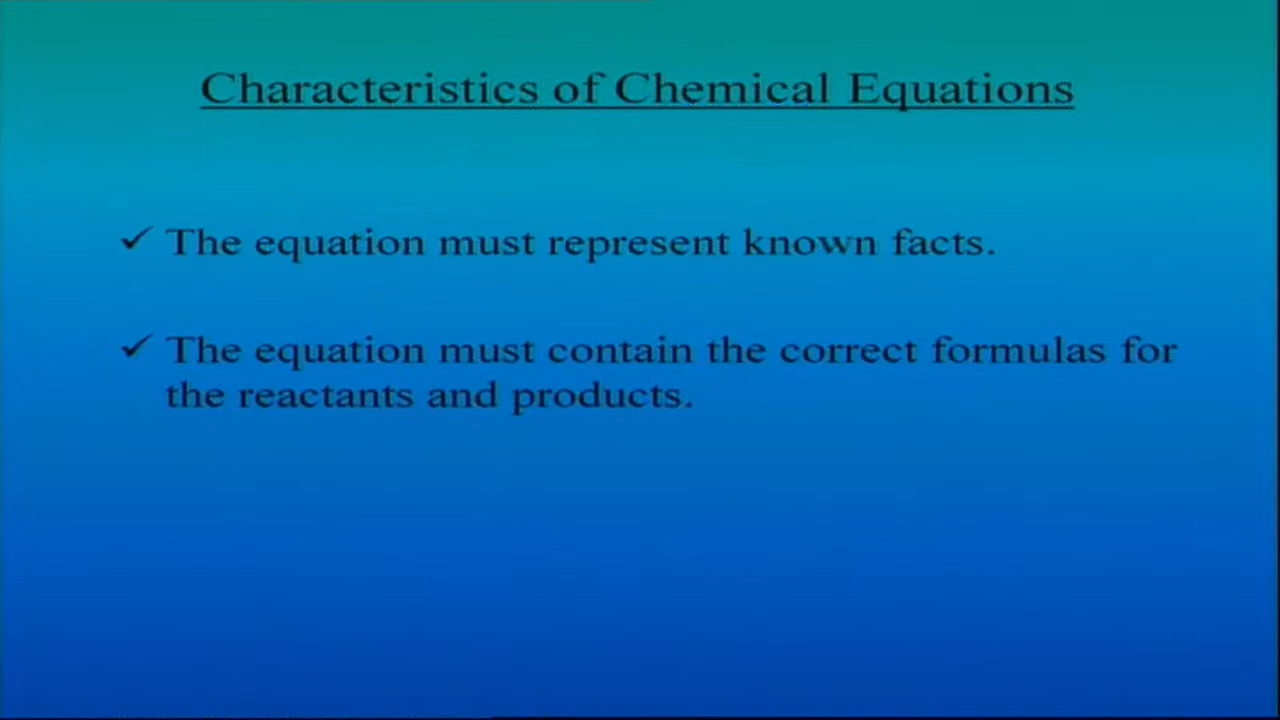 Characteristics of Chemical Equations
✓ The equation must represent known facts.
✓ The equation must contain the correct formulas for
the reactants and products.